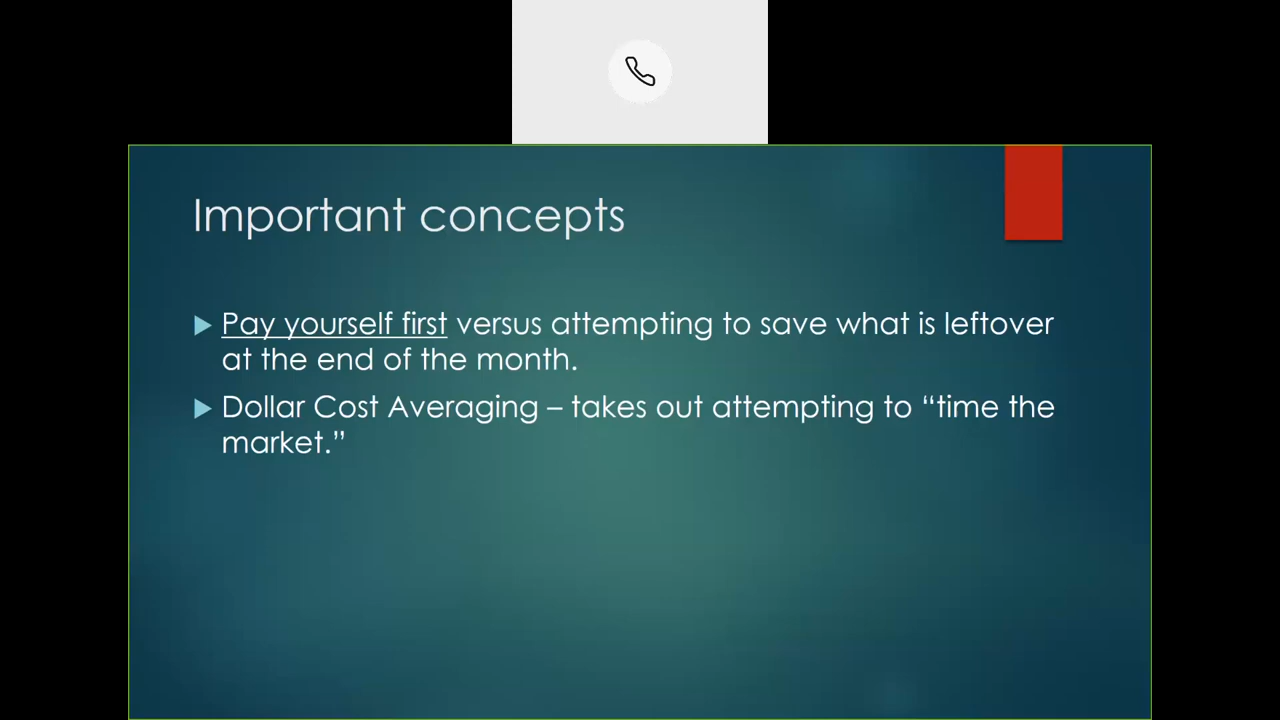 Important concepts
Pay yourself first versus attempting to save what is leftover
at the end of the month.
Dollar Cost Averaging – takes out attempting to “time the
market.”